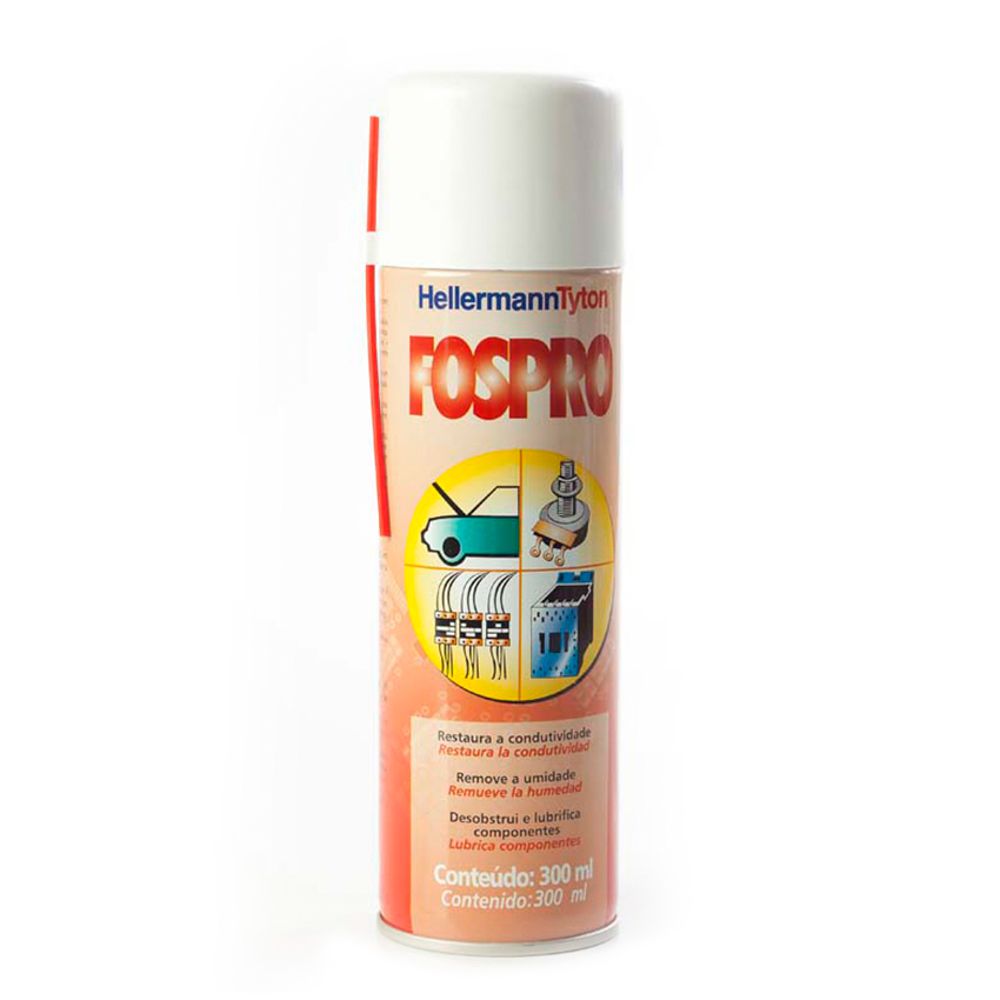 HellermannTyton
FOSPRO
Restaura a condutividade
Restaura la condutividad
Remove a umidade
Remueve la humedad
Desobstrui e lubrifica
componentes
Lubrica componentes
Conteúdo: 300 ml
Contenido:300 ml